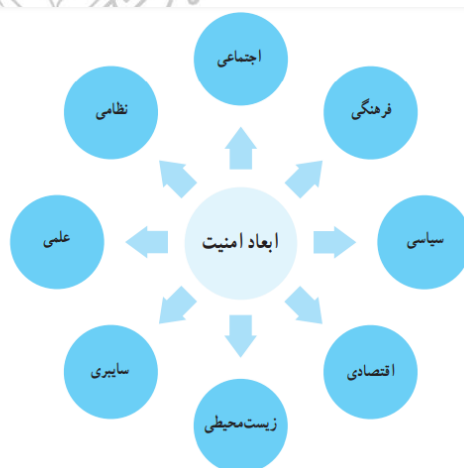 اجتماعی
فرهنگی
نظامی
سیاسی
ابعاد امنیت
علمی
اقتصادی
سایبری
زیست‌محیطی